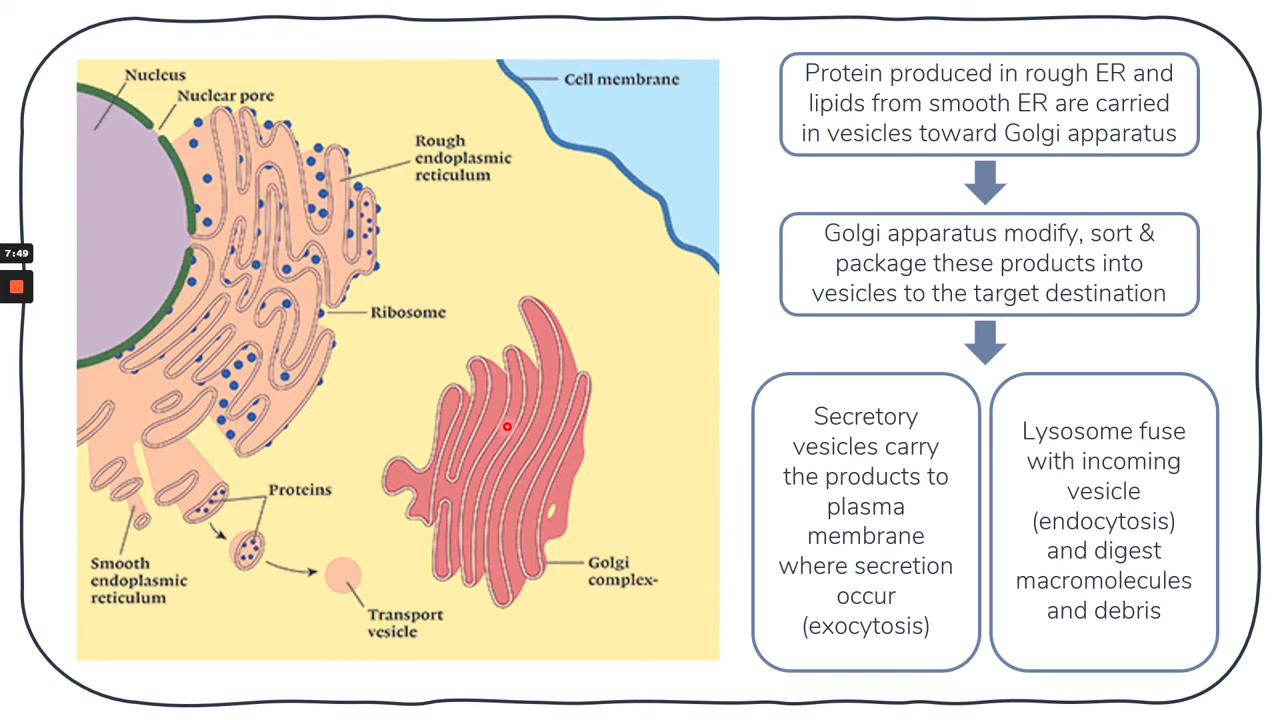 Nucleus
Nuclear pore
Cell membrane
Rough
endoplasmic
reticulum
Ribosome
Proteins
Smooth
endoplasmic
reticulum
Transport
vesicle
Golgi
complex-
7:49
Protein produced in rough ER and
lipids from smooth ER are carried
in vesicles toward Golgi apparatus
Golgi apparatus modify, sort &
package these products into
vesicles to the target destination
Secretory
vesicles carry
the products to
plasma
membrane
where secretion
occur
(exocytosis)
Lysosome fuse
with incoming
vesicle
(endocytosis)
and digest
macromolecules
and debris